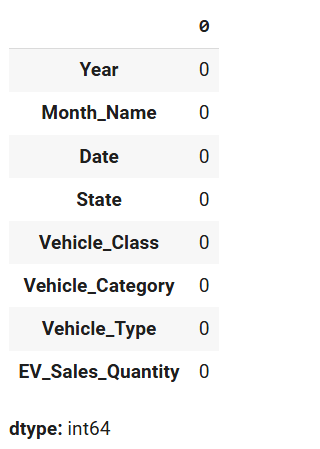 0
Year 0
Month_Name 0
Date 0
State 0
Vehicle_Class 0
Vehicle_Category 0
Vehicle_Type 0
EV_Sales_Quantity 0
dtype: int64